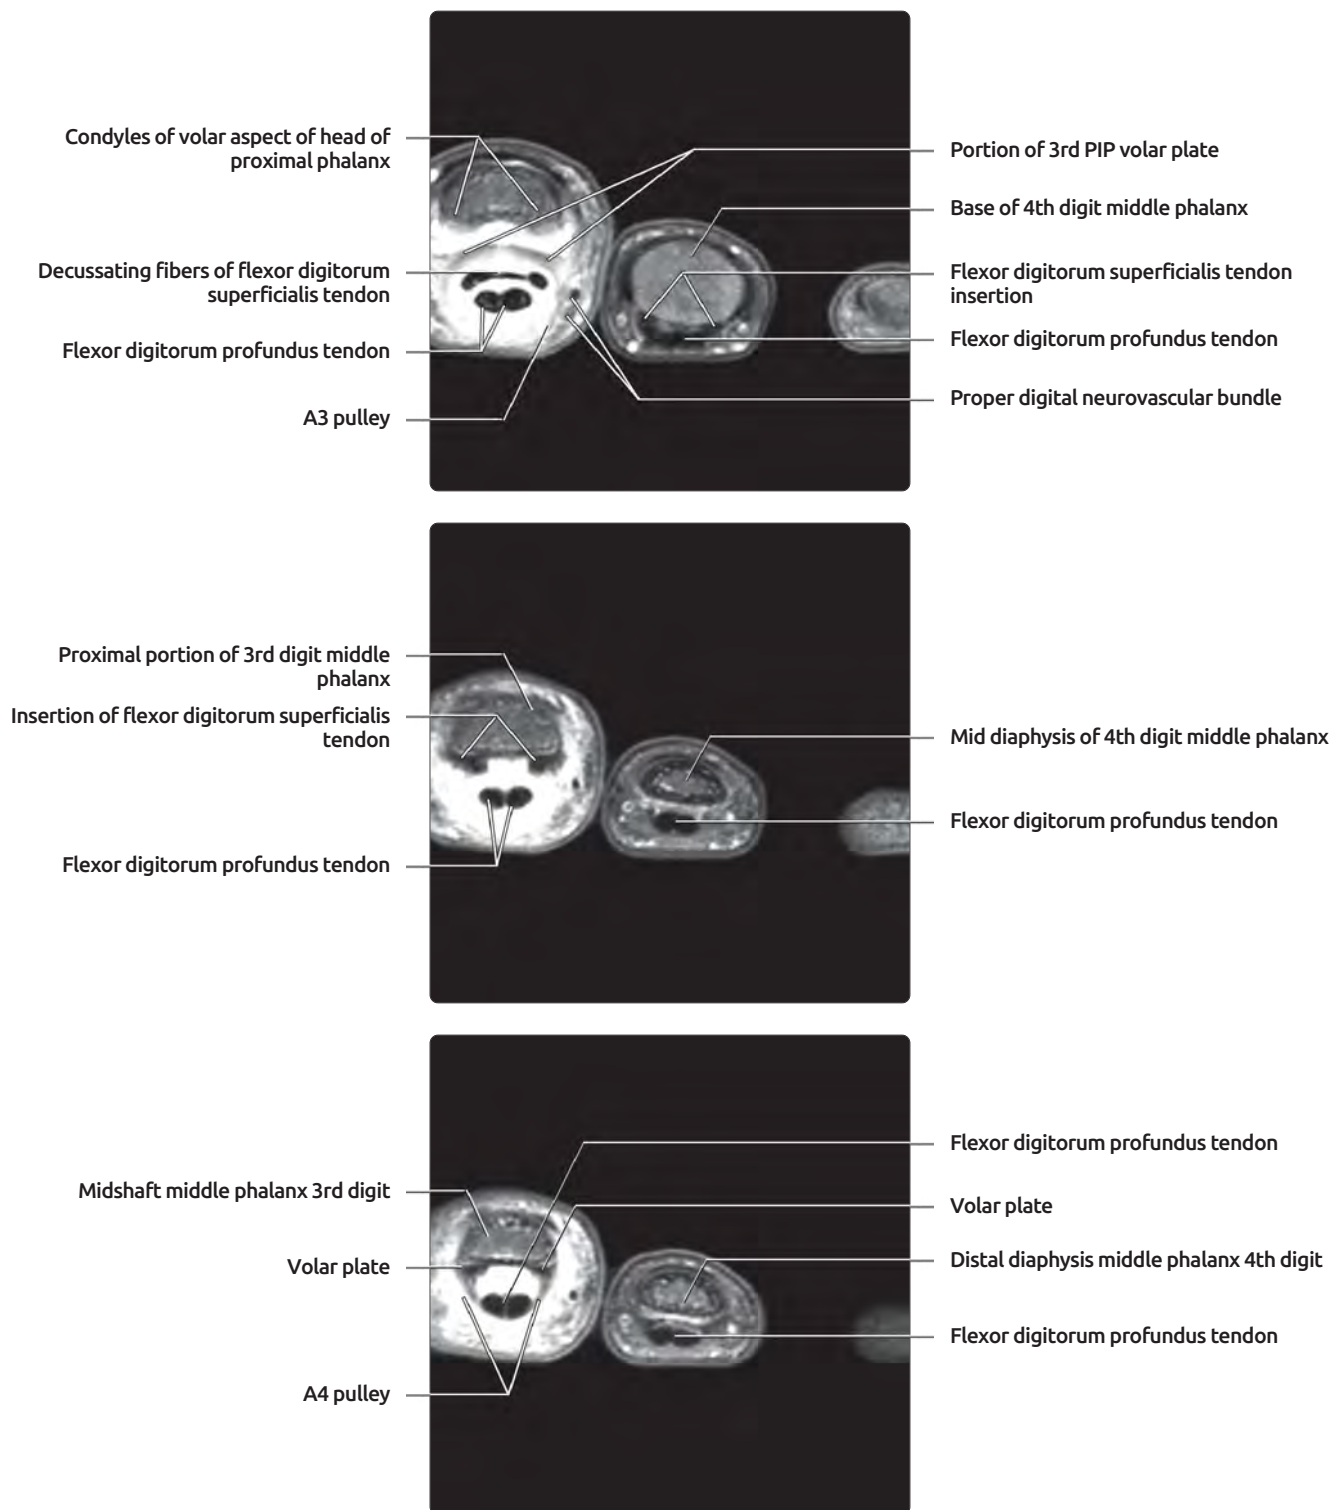 Condyles of volar aspect of head of
proximal phalanx
Decussating fibers of flexor digitorum
superficialis tendon
Flexor digitorum profundus tendon
A3 pulley
Portion of 3rd PIP volar plate
Base of 4th digit middle phalanx
Flexor digitorum superficialis tendon
insertion
Flexor digitorum profundus tendon
Proper digital neurovascular bundle
Proximal portion of 3rd digit middle
phalanx
Insertion of flexor digitorum superficialis
tendon
Flexor digitorum profundus tendon
Mid diaphysis of 4th digit middle phalanx
Flexor digitorum profundus tendon
Midshaft middle phalanx 3rd digit
Volar plate
A4 pulley
Flexor digitorum profundus tendon
Volar plate
Distal diaphysis middle phalanx 4th digit
Flexor digitorum profundus tendon